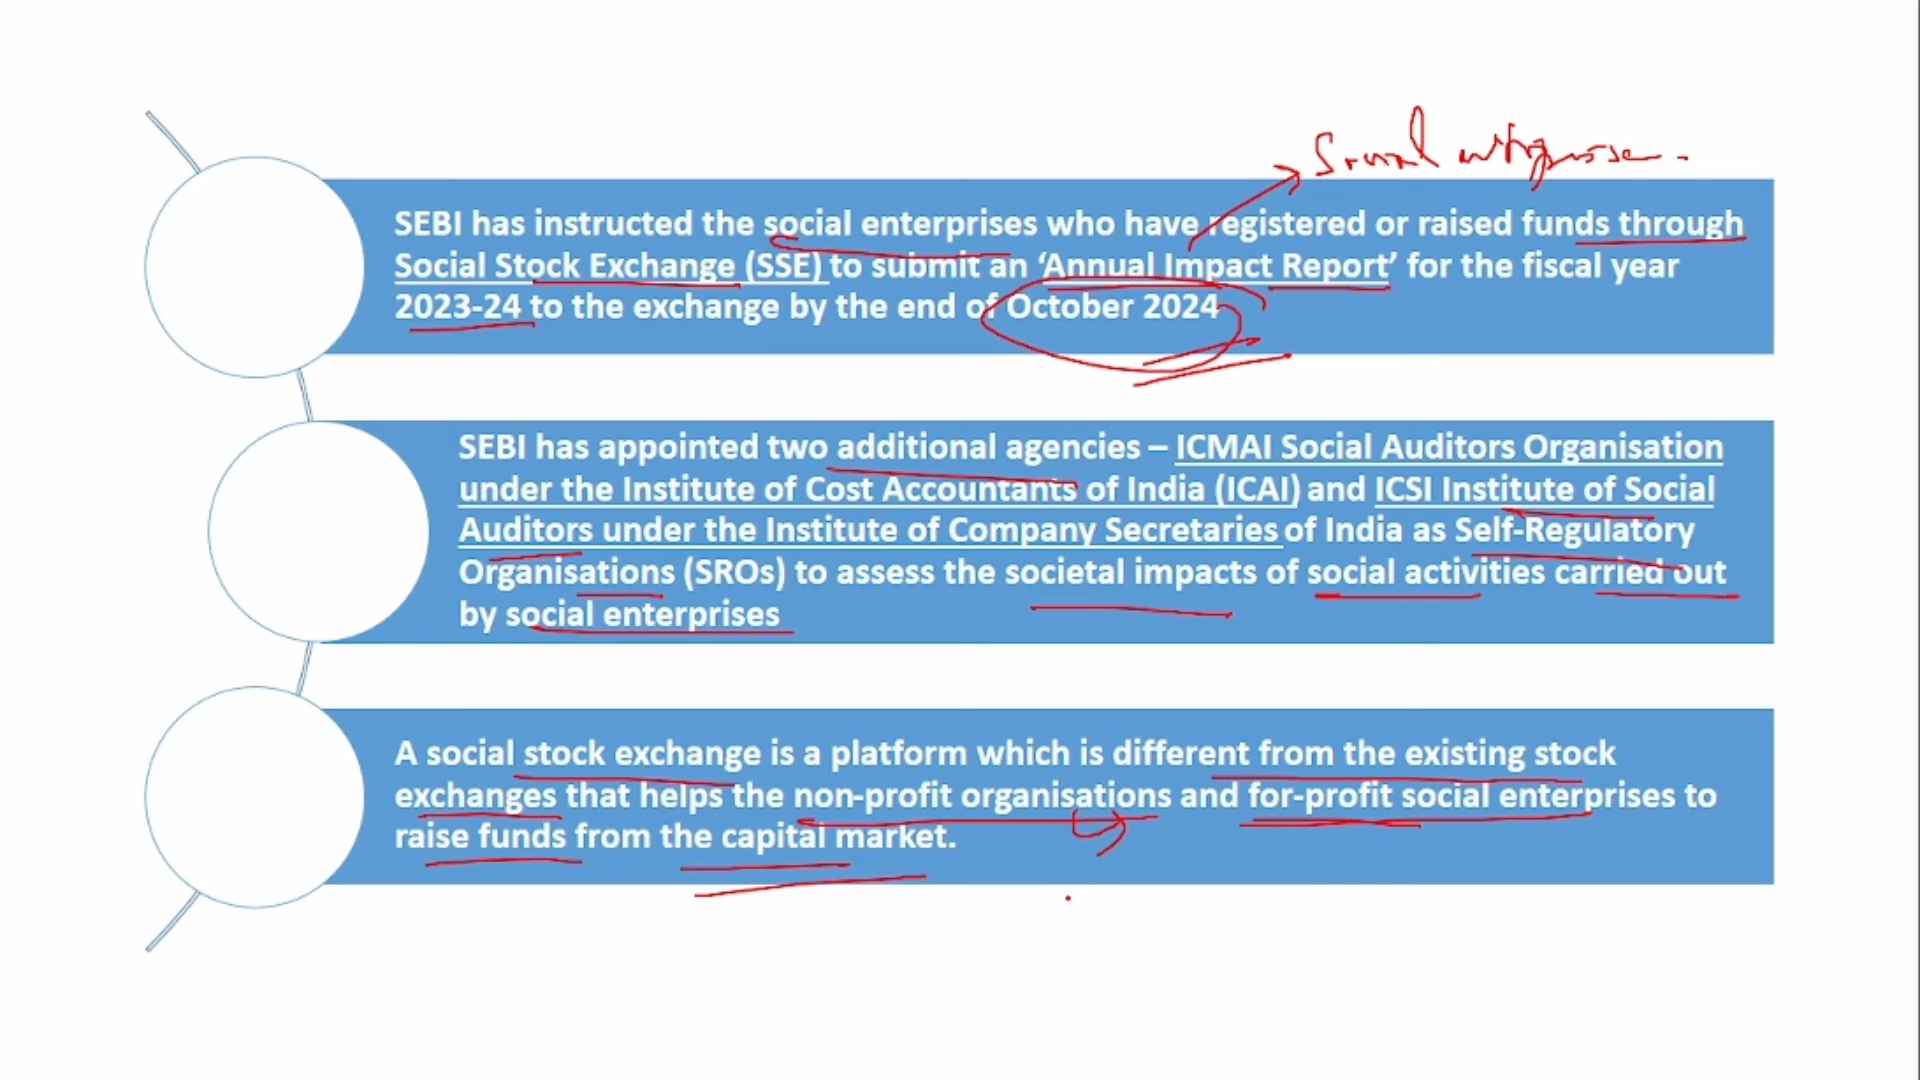 Social
SEBI has instructed the social enterprises who have registered or raised funds through
Social Stock Exchange (SSE) to submit an ‘Annual Impact Report’ for the fiscal year
2023-24 to the exchange by the end of October 2024
SEBI has appointed two additional agencies – ICMAI Social Auditors Organisation
under the Institute of Cost Accountants of India (ICAI) and ICSI Institute of Social
Auditors under the Institute of Company Secretaries of India as Self-Regulatory
Organisations (SROs) to assess the societal impacts of social activities carried out
by social enterprises
A social stock exchange is a platform which is different from the existing stock
exchanges that helps the non-profit organisations and for-profit social enterprises to
raise funds from the capital market.